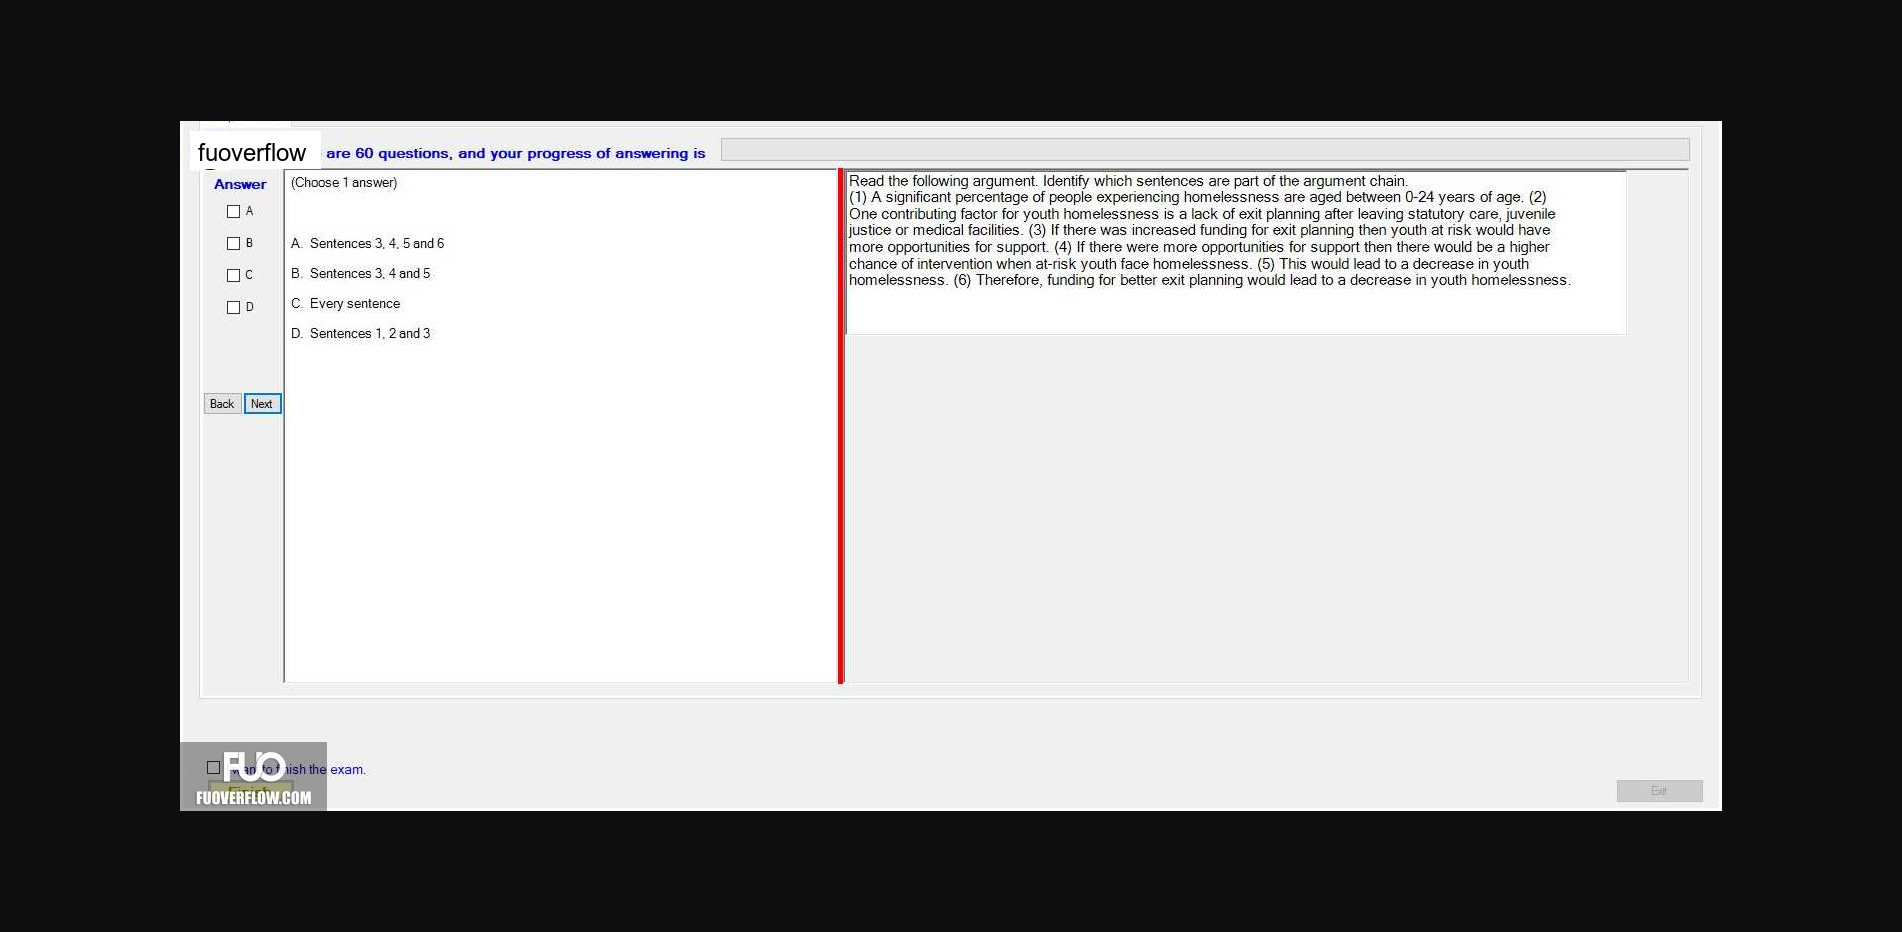 fuoverflow are 60 questions, and your progress of answering is
Answer
A
B
C
D
Back Next
(Choose 1 answer)
A. Sentences 3, 4, 5 and 6
B. Sentences 3, 4 and 5
C. Every sentence
D. Sentences 1, 2 and 3
Read the following argument. Identify which sentences are part of the argument chain.
(1) A significant percentage of people experiencing homelessness are aged between 0-24 years of age. (2)
One contributing factor for youth homelessness is a lack of exit planning after leaving statutory care, juvenile
justice or medical facilities. (3) If there was increased funding for exit planning then youth at risk would have
more opportunities for support. (4) If there were more opportunities for support then there would be a higher
chance of intervention when at-risk youth face homelessness. (5) This would lead to a decrease in youth
homelessness. (6) Therefore, funding for better exit planning would lead to a decrease in youth homelessness.
FUO
want to finish the exam.
Finish
FUOVERFLOW.COM
Exit